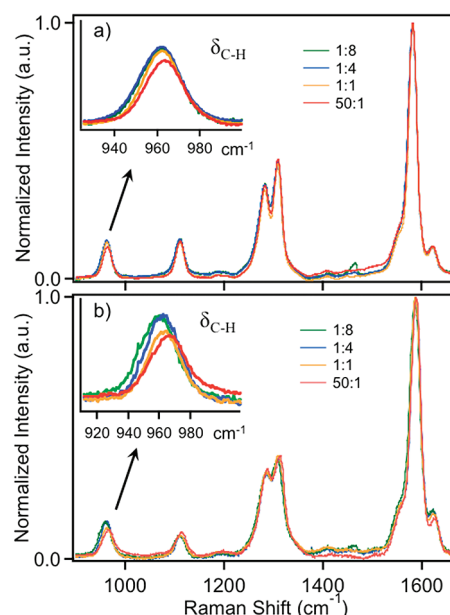 Normalized Intensity (a.u.)
1.0
0.0
a)
δC-H
1:8
1:4
1:1
50:1
940 960 980 cm-1
Normalized Intensity (a.u.)
1.0
0.0
b)
δC-H
1:8
1:4
1:1
50:1
920 940 960 980 cm-1
1000 1200 1400 1600
Raman Shift (cm-1)